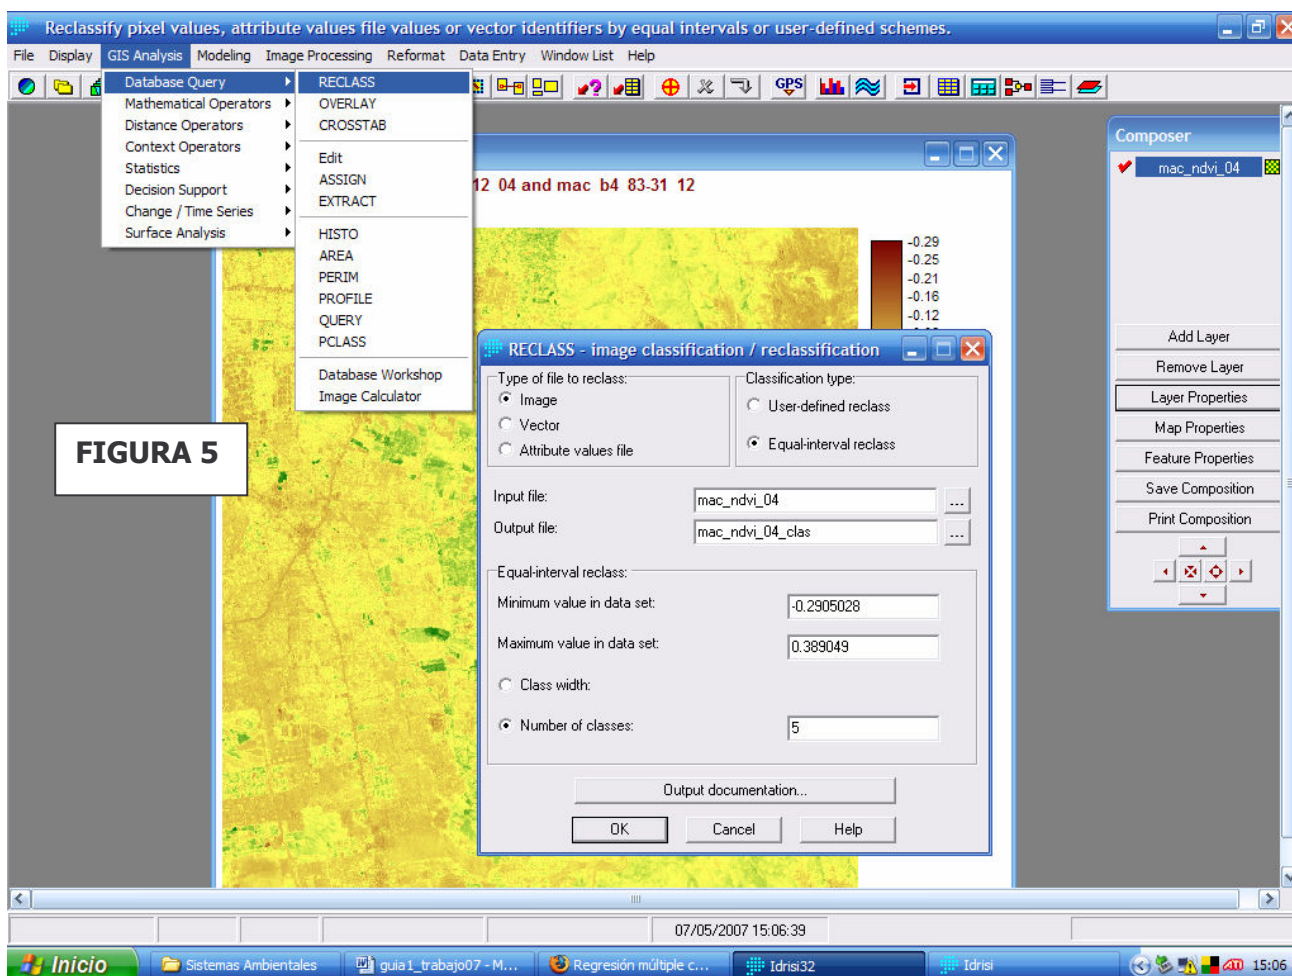 Reclassify pixel values, attribute values file values or vector identifiers by equal intervals or user-defined schemes.
File Display GIS Analysis Modeling Image Processing Reformat Data Entry Window List Help
GPS
Database Query
Mathematical Operators
Distance Operators
Context Operators
Statistics
Decision Support
Change / Time Series
Surface Analysis
RECLASS
OVERLAY
CROSSTAB
Edit
ASSIGN
EXTRACT
HISTO
AREA
PERIM
PROFILE
QUERY
PCLASS
Database Workshop
Image Calculator
12 04 and mac b4 83-31 12
-0.29
-0.25
-0.21
-0.16
-0.12
FIGURA 5
RECLASS - image classification / reclassification
Type of file to reclass:
Image
Vector
Attribute values file
Classification type:
User-defined reclass
Equal-interval reclass
Input file: mac_ndvi_04 ...
Output file: mac_ndvi_04_clas ...
Equal-interval reclass:
Minimum value in data set: -0.2905028
Maximum value in data set: 0.389049
Class width:
Number of classes: 5
Output documentation...
OK Cancel Help
Composer
mac_ndvi_04
Add Layer
Remove Layer
Layer Properties
Map Properties
Feature Properties
Save Composition
Print Composition
07/05/2007 15:06:39
Inicio Sistemas Ambientales guia1_trabajo07 - M... Regresión múltiple c... Idrisi32 Idrisi 15:06